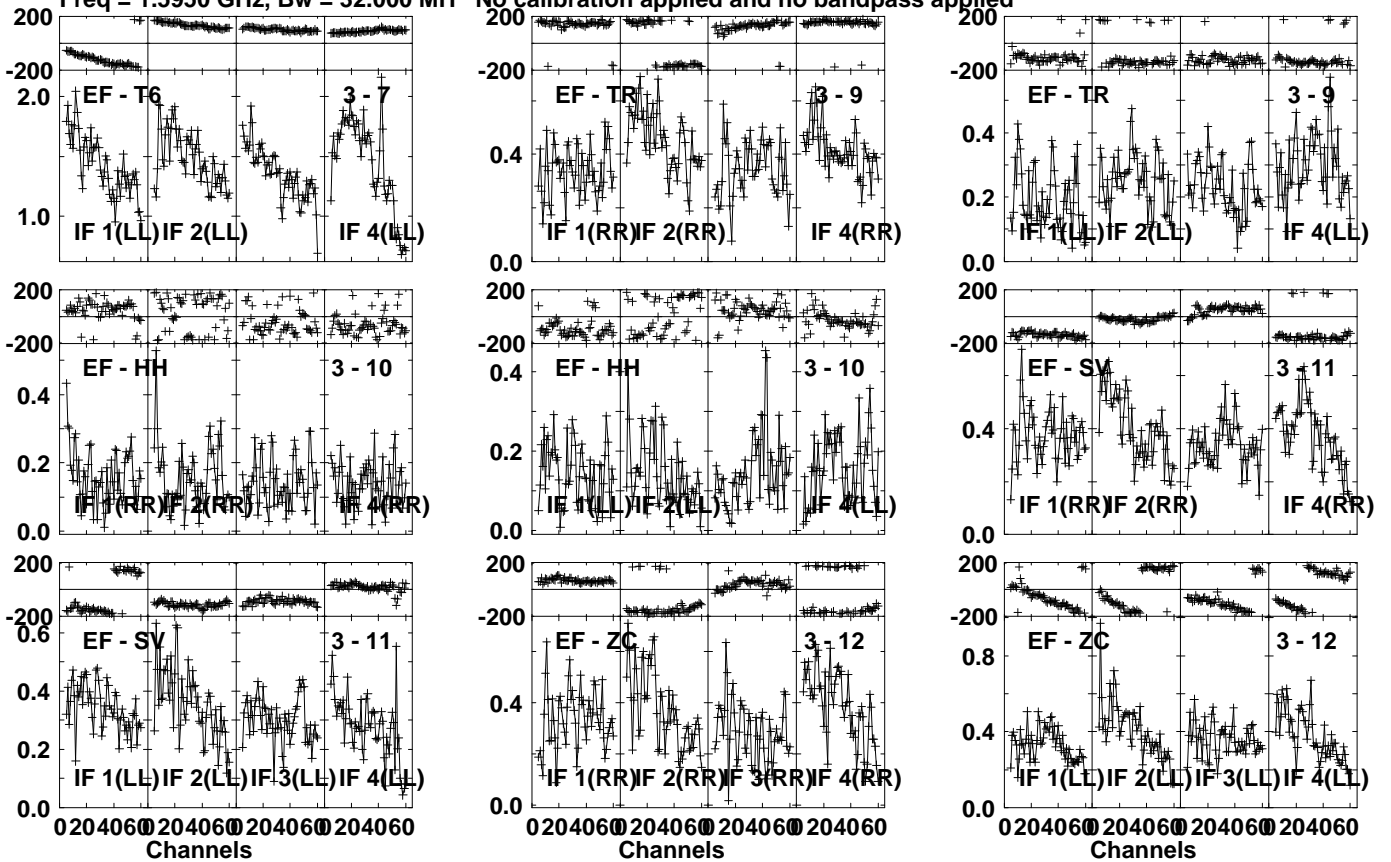 Freq = 1.5950 GHz, Bw = 32.000 MH No calibration applied and no bandpass applied
200
-200
2.0
1.0
EF - T6 3 - 7
IF 1(LL) IF 2(LL) IF 4(LL)
200
-200
0.4
0.0
EF - TR 3 - 9
IF 1(RR) IF 2(RR) IF 4(RR)
200
-200
0.4
0.2
0.0
EF - TR 3 - 9
IF 1(LL) IF 2(LL) IF 4(LL)
200
-200
0.4
0.2
0.0
EF - HH 3 - 10
IF 1(RR) IF 2(RR) IF 4(RR)
200
-200
0.4
0.2
0.0
EF - HH 3 - 10
IF 1(LL) IF 2(LL) IF 4(LL)
200
-200
0.4
0.0
EF - SV 3 - 11
IF 1(RR) IF 2(RR) IF 4(RR)
200
-200
0.6
0.4
0.2
0.0
EF - SV 3 - 11
IF 1(LL) IF 2(LL) IF 3(LL) IF 4(LL)
0 20 40 60 0 20 40 60 0 20 40 60 0 20 40 60
Channels
200
-200
0.4
0.0
EF - ZC 3 - 12
IF 1(RR) IF 2(RR) IF 3(RR) IF 4(RR)
0 20 40 60 0 20 40 60 0 20 40 60 0 20 40 60
Channels
200
-200
0.8
0.4
0.0
EF - ZC 3 - 12
IF 1(LL) IF 2(LL) IF 3(LL) IF 4(LL)
0 20 40 60 0 20 40 60 0 20 40 60 0 20 40 60
Channels